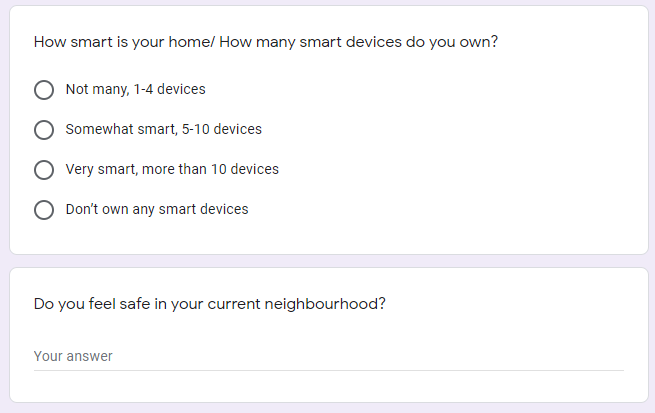 How smart is your home/ How many smart devices do you own?
Not many, 1-4 devices
Somewhat smart, 5-10 devices
Very smart, more than 10 devices
Don't own any smart devices
Do you feel safe in your current neighbourhood?
Your answer